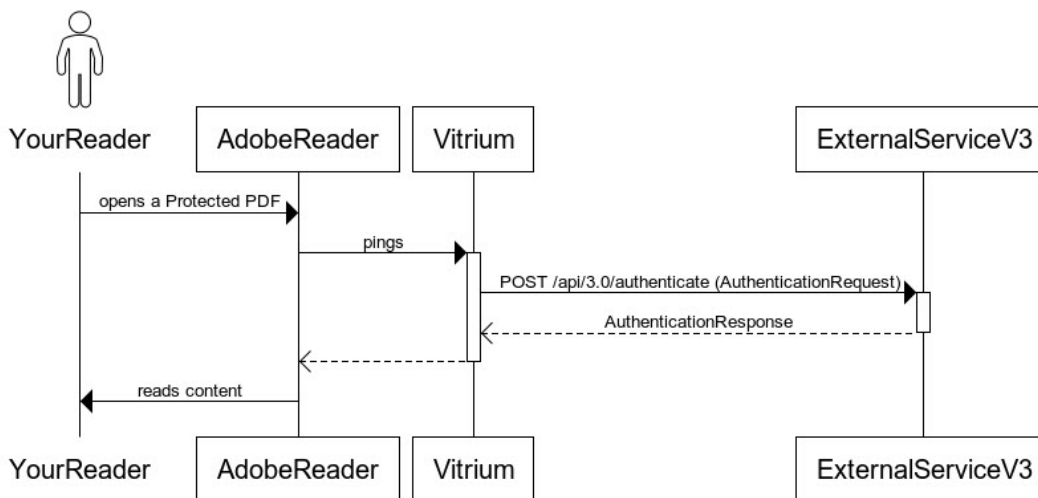 YourReader
AdobeReader
Vitrium
ExternalServiceV3
opens a Protected PDF
pings
POST /api/3.0/authenticate (AuthenticationRequest)
AuthenticationResponse
reads content
YourReader
AdobeReader
Vitrium
ExternalServiceV3